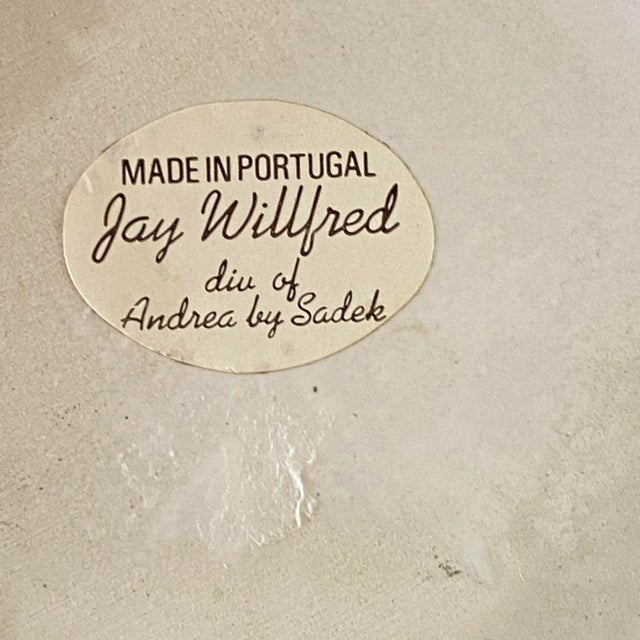 MADE IN PORTUGAL
Jay Willfred
div of
Andrea by Sadek